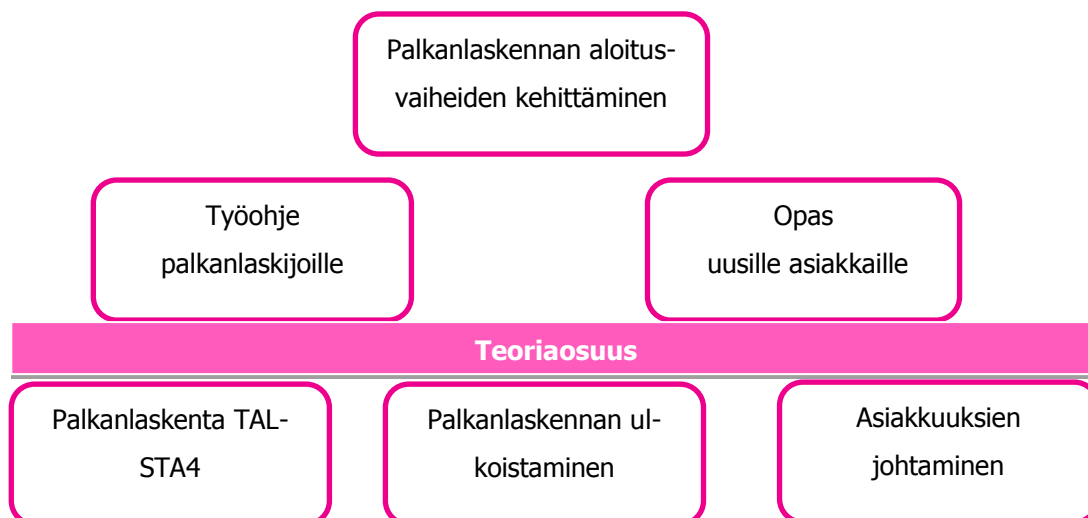 Palkanlaskennan aloitus-
vaiheiden kehittäminen
Työohje
palkanlaskijoille
Opas
uusille asiakkaille
Teoriaosuus
Palkanlaskenta TAL-
STA4
Palkanlaskennan ul-
koistaminen
Asiakkuuksien
johtaminen